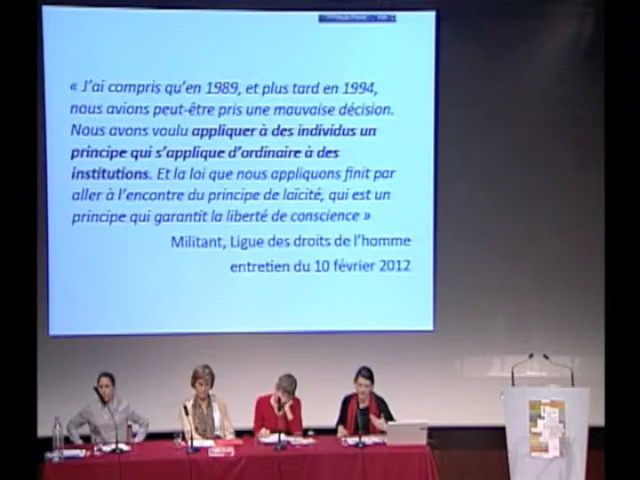 « J'ai compris qu'en 1989, et plus tard en 1994,
nous avions peut-être pris une mauvaise décision.
Nous avons voulu appliquer à des individus un
principe qui s'applique d'ordinaire à des
institutions. Et la loi que nous appliquons finit par
aller à l'encontre du principe de laïcité, qui est un
principe qui garantit la liberté de conscience »
Militant, Ligue des droits de l'homme
entretien du 10 février 2012